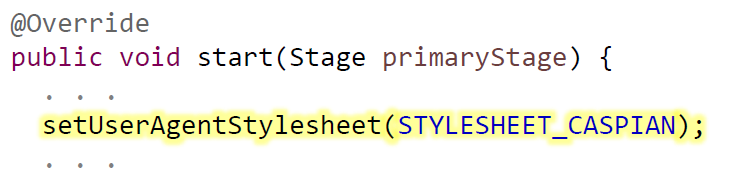 @Override
public void start(Stage primaryStage) {
. . .
setUserAgentStylesheet(STYLESHEET_CASPIAN);
. . .